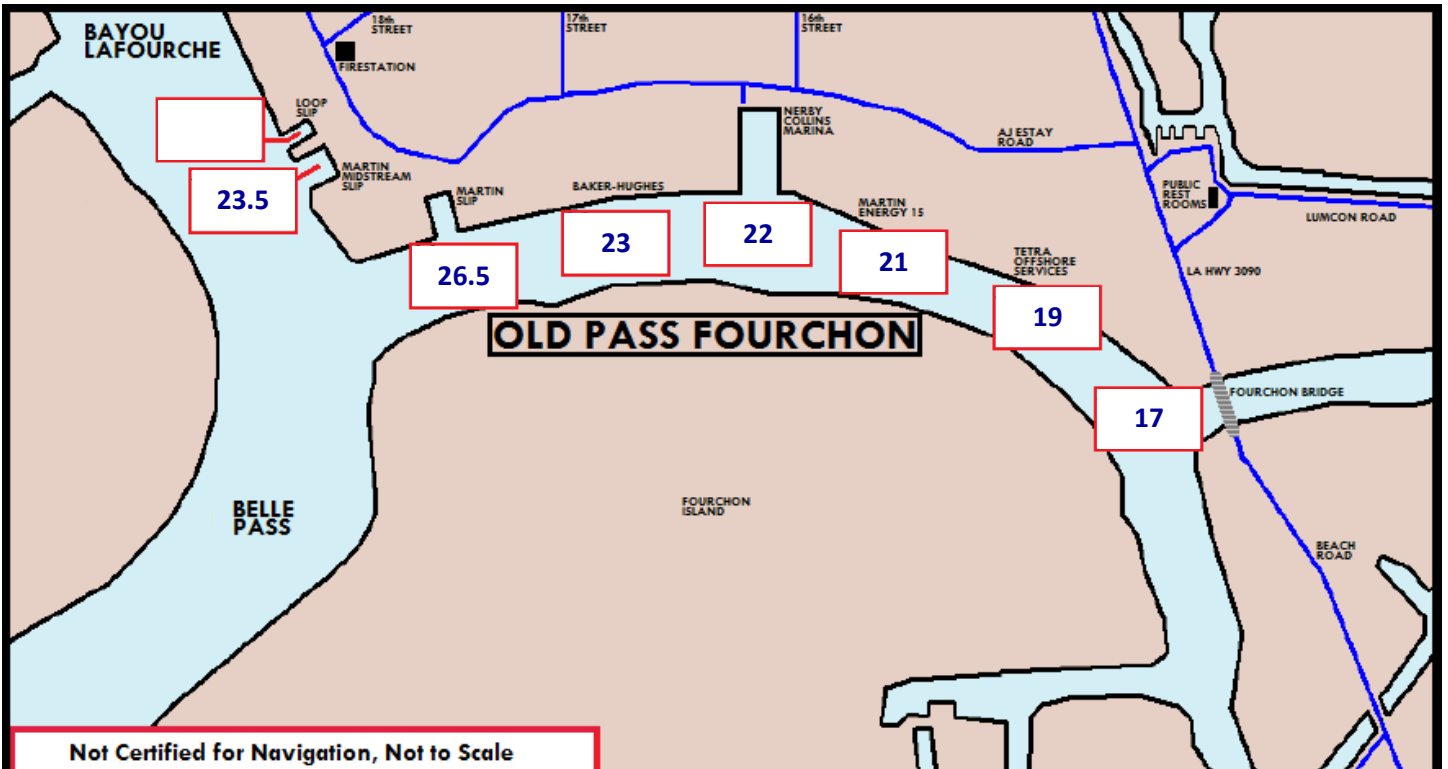 BAYOU
LAFOURCHE
18th
STREET
FIRESTATION
17th
STREET
16th
STREET
LOOP
SLIP
MARTIN
MIDSTREAM
SLIP
23.5
MARTIN
SLIP
26.5
BAKER-HUGHES
23
NERBY
COLLINS
MARINA
22
MARTIN
ENERGY 15
21
AJ ESTAY
ROAD
PUBLIC
REST
ROOMS
LUMCON ROAD
TETRA
OFFSHORE
SERVICES
19
LA HWY 3090
OLD PASS FOURCHON
17
FOURCHON BRIDGE
BELLE
PASS
FOURCHON
ISLAND
BEACH
ROAD
Not Certified for Navigation, Not to Scale